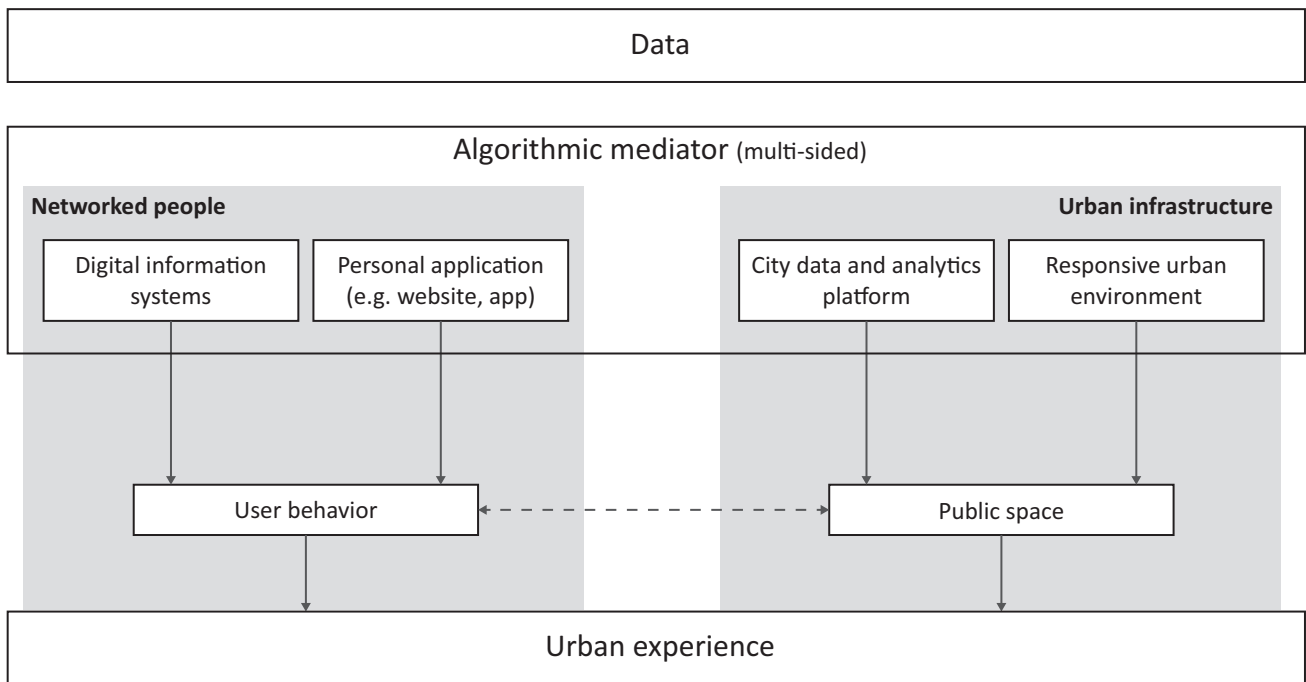 Data
Algorithmic mediator (multi-sided)
Networked people
Urban infrastructure
Digital information
systems
Personal application
(e.g. website, app)
City data and analytics
platform
Responsive urban
environment
User behavior
Public space
Urban experience